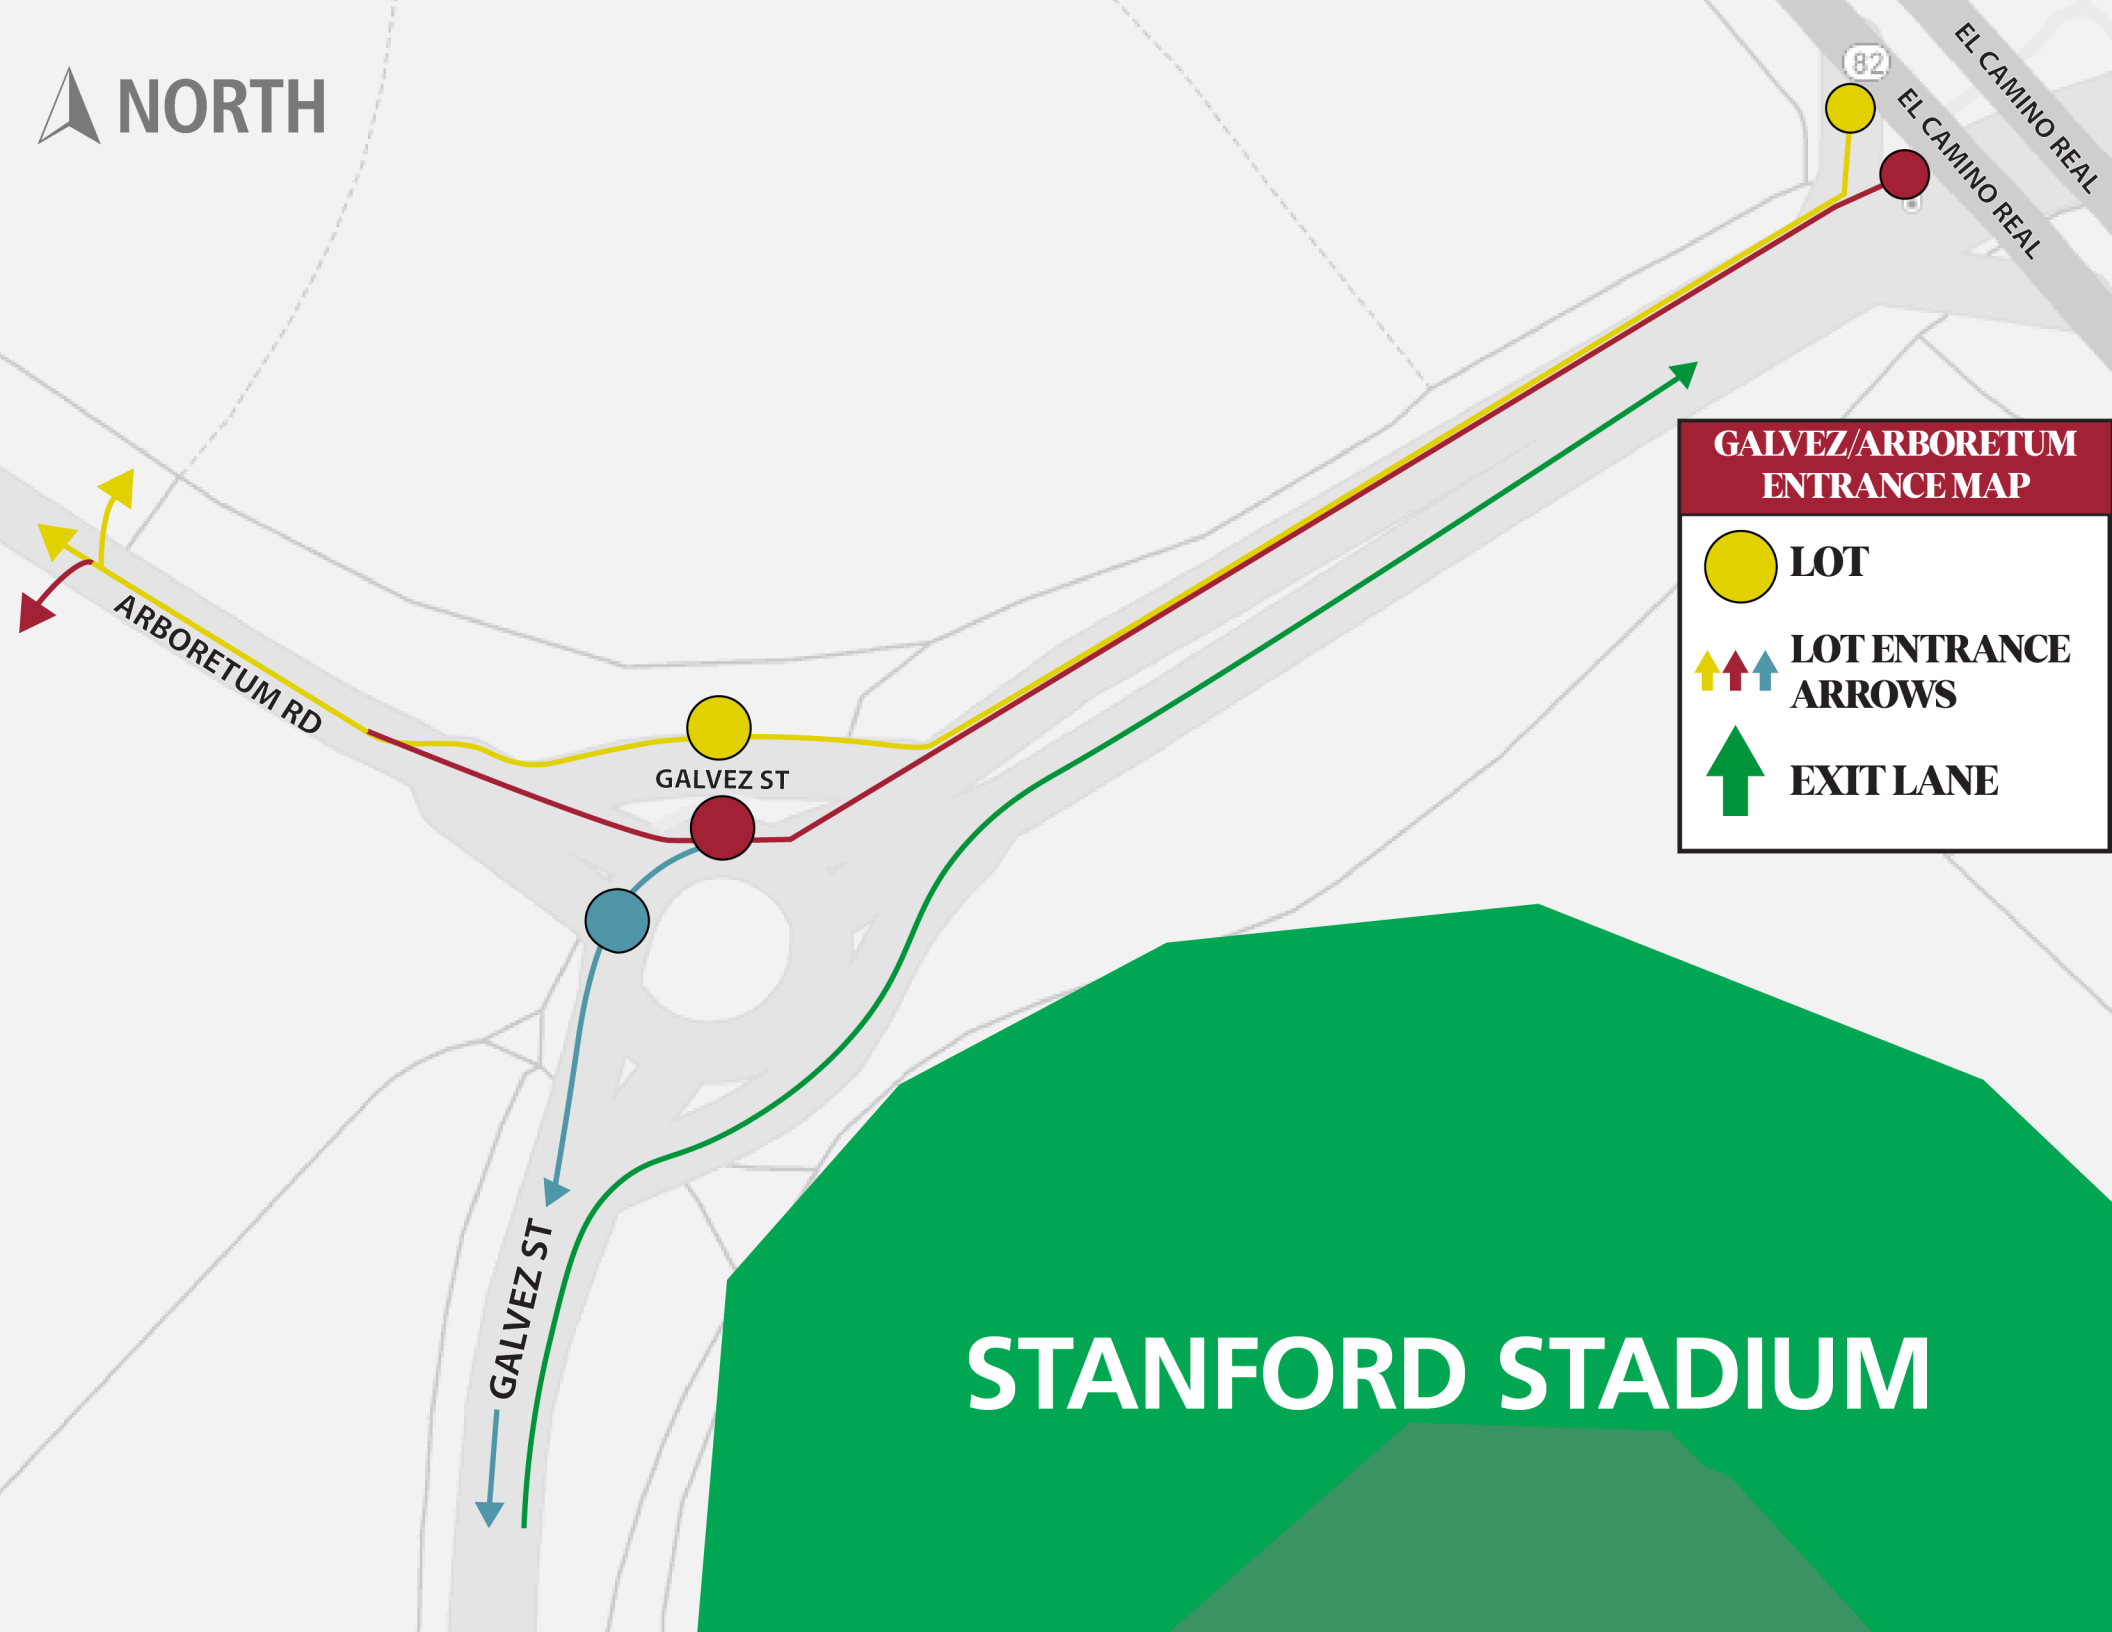 NORTH
82
EL CAMINO REAL
EL CAMINO REAL
GALVEZ/ARBORETUM
ENTRANCE MAP
LOT
LOT ENTRANCE
ARROWS
EXIT LANE
ARBORETUM RD
GALVEZ ST
GALVEZ ST
STANFORD STADIUM